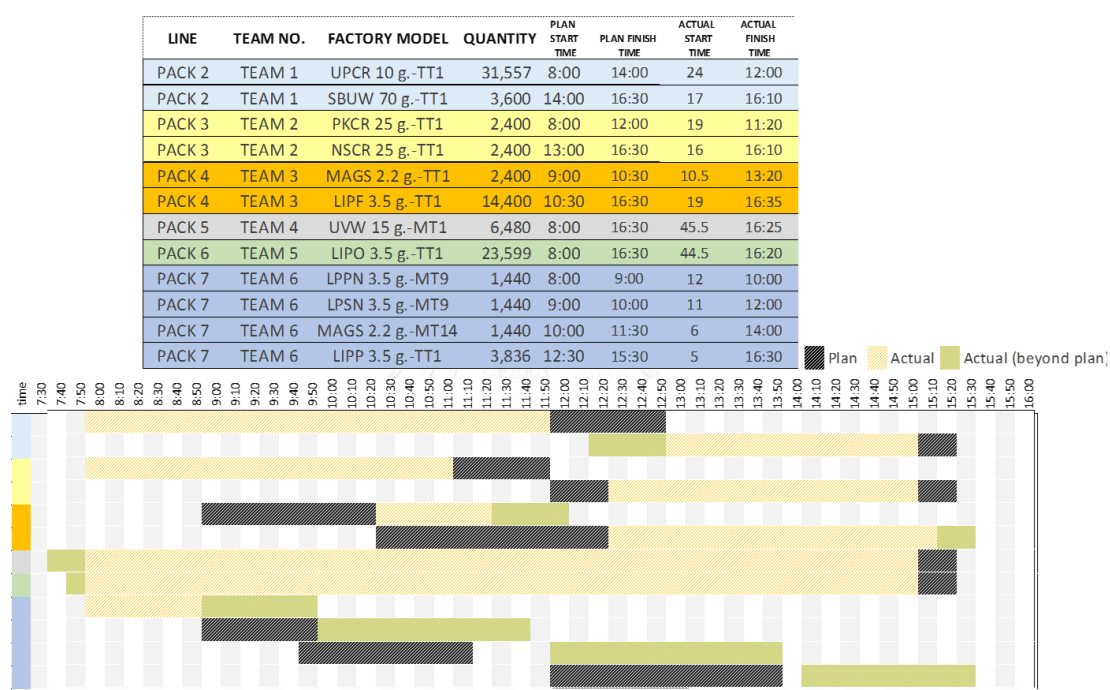 LINE TEAM NO. FACTORY MODEL QUANTITY PLAN START TIME PLAN FINISH TIME ACTUAL START TIME ACTUAL FINISH TIME
PACK 2 TEAM 1 UPCR 10 g.-TT1 31,557 8:00 14:00 24 12:00
PACK 2 TEAM 1 SBUW 70 g.-TT1 3,600 14:00 16:30 17 16:10
PACK 3 TEAM 2 PKCR 25 g.-TT1 2,400 8:00 12:00 19 11:20
PACK 3 TEAM 2 NSCR 25 g.-TT1 2,400 13:00 16:30 16 16:10
PACK 4 TEAM 3 MAGS 2.2 g.-TT1 2,400 9:00 10:30 10.5 13:20
PACK 4 TEAM 3 LIPF 3.5 g.-TT1 14,400 10:30 16:30 19 16:35
PACK 5 TEAM 4 UVW 15 g.-MT1 6,480 8:00 16:30 45.5 16:25
PACK 6 TEAM 5 LIPO 3.5 g.-TT1 23,599 8:00 16:30 44.5 16:20
PACK 7 TEAM 6 LPPN 3.5 g.-MT9 1,440 8:00 9:00 12 10:00
PACK 7 TEAM 6 LPSN 3.5 g.-MT9 1,440 9:00 10:00 11 12:00
PACK 7 TEAM 6 MAGS 2.2 g.-MT14 1,440 10:00 11:30 6 14:00
PACK 7 TEAM 6 LIPP 3.5 g.-TT1 3,836 12:30 15:30 5 16:30
Plan Actual Actual (beyond plan)
time 7:30 7:40 7:50 8:00 8:10 8:20 8:30 8:40 8:50 9:00 9:10 9:20 9:30 9:40 9:50 10:00 10:10 10:20 10:30 10:40 10:50 11:00 11:10 11:20 11:30 11:40 11:50 12:00 12:10 12:20 12:30 12:40 12:50 13:00 13:10 13:20 13:30 13:40 13:50 14:00 14:10 14:20 14:30 14:40 14:50 15:00 15:10 15:20 15:30 15:40 15:50 16:00